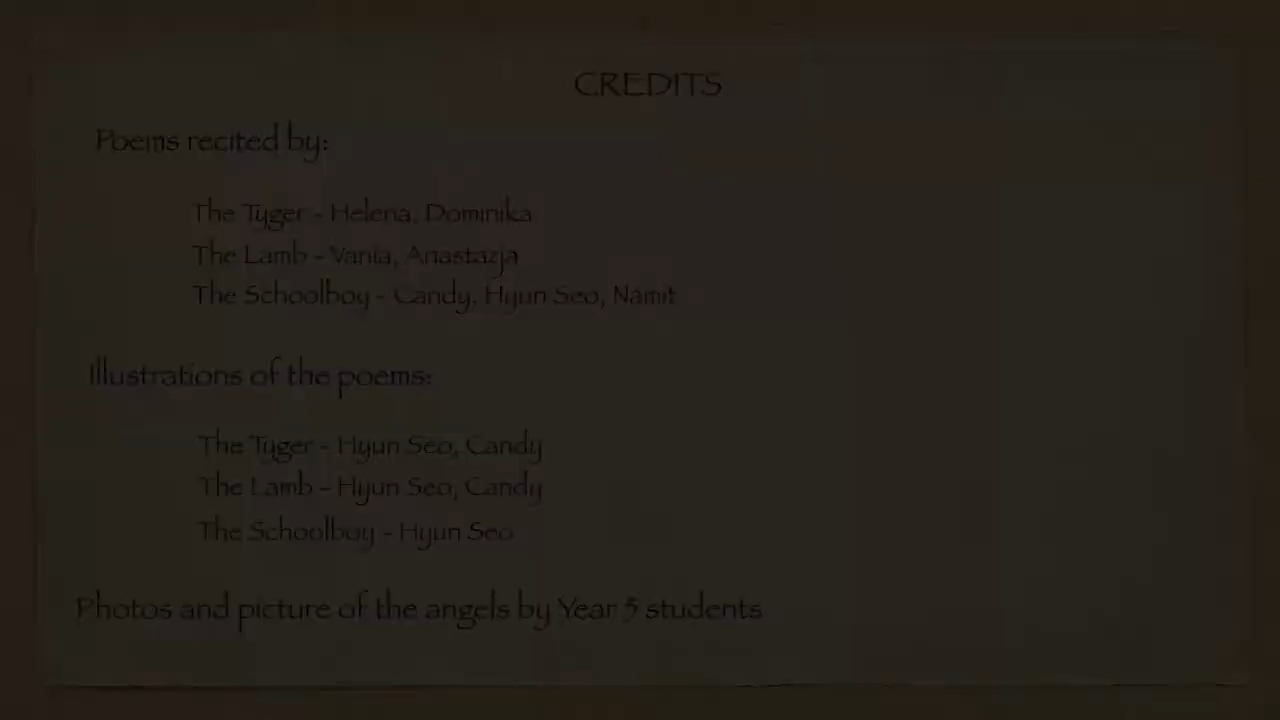 CREDITS
Poems recited by:
The Tyger - Helena, Dominika
The Lamb - Vania, Anastazja
The Schoolboy - Candy, Hyun Seo, Namit
Illustrations of the poems:
The Tyger - Hyun Seo, Candy
The Lamb - Hyun Seo, Candy
The Schoolboy - Hyun Seo
Photos and picture of the angels by Year 5 students